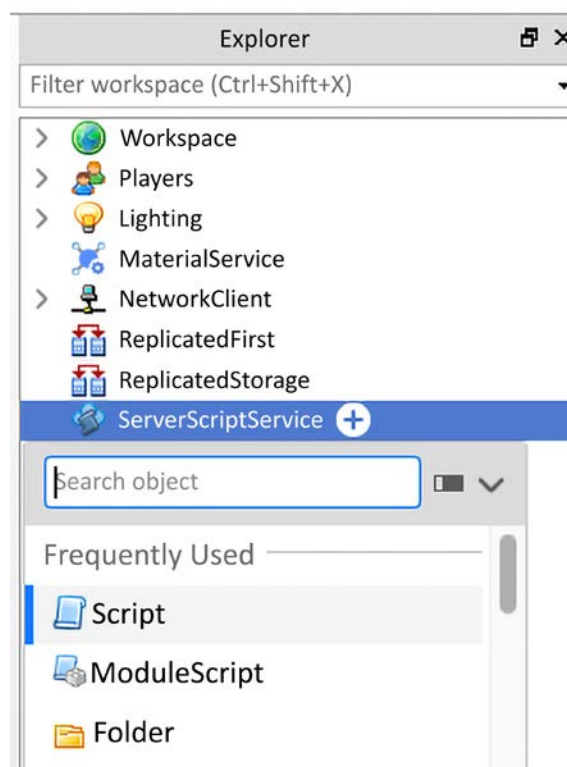 Explorer
Filter workspace (Ctrl+Shift+X)
Workspace
Players
Lighting
MaterialService
NetworkClient
ReplicatedFirst
ReplicatedStorage
ServerScriptService
Search object
Frequently Used
Script
ModuleScript
Folder